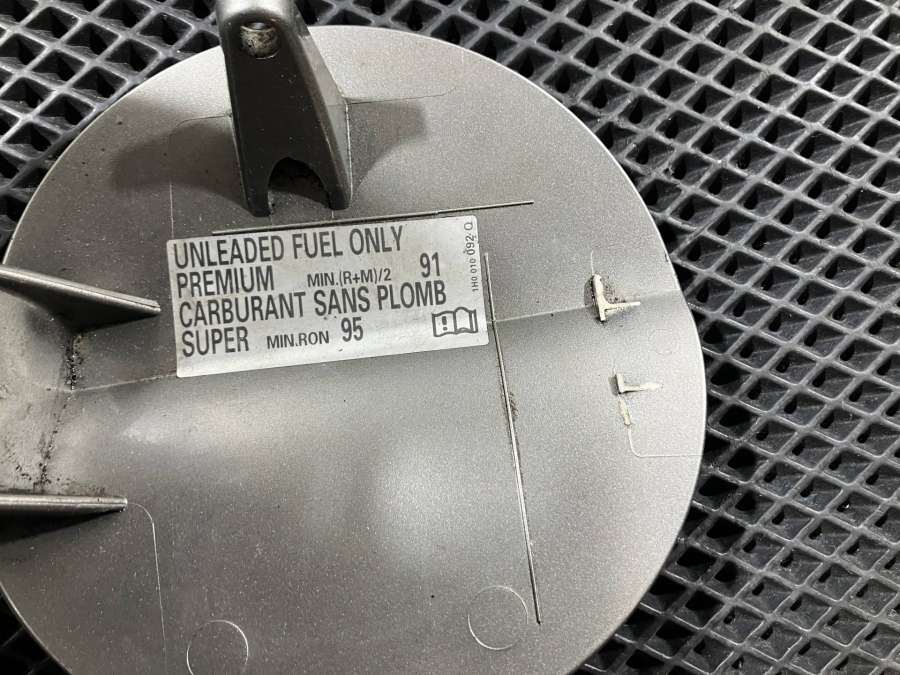 UNLEADED FUEL ONLY
PREMIUM MIN.(R+M)/2 91
CARBURANT SANS PLOMB
SUPER MIN.RON 95
1H0 010 092 Q